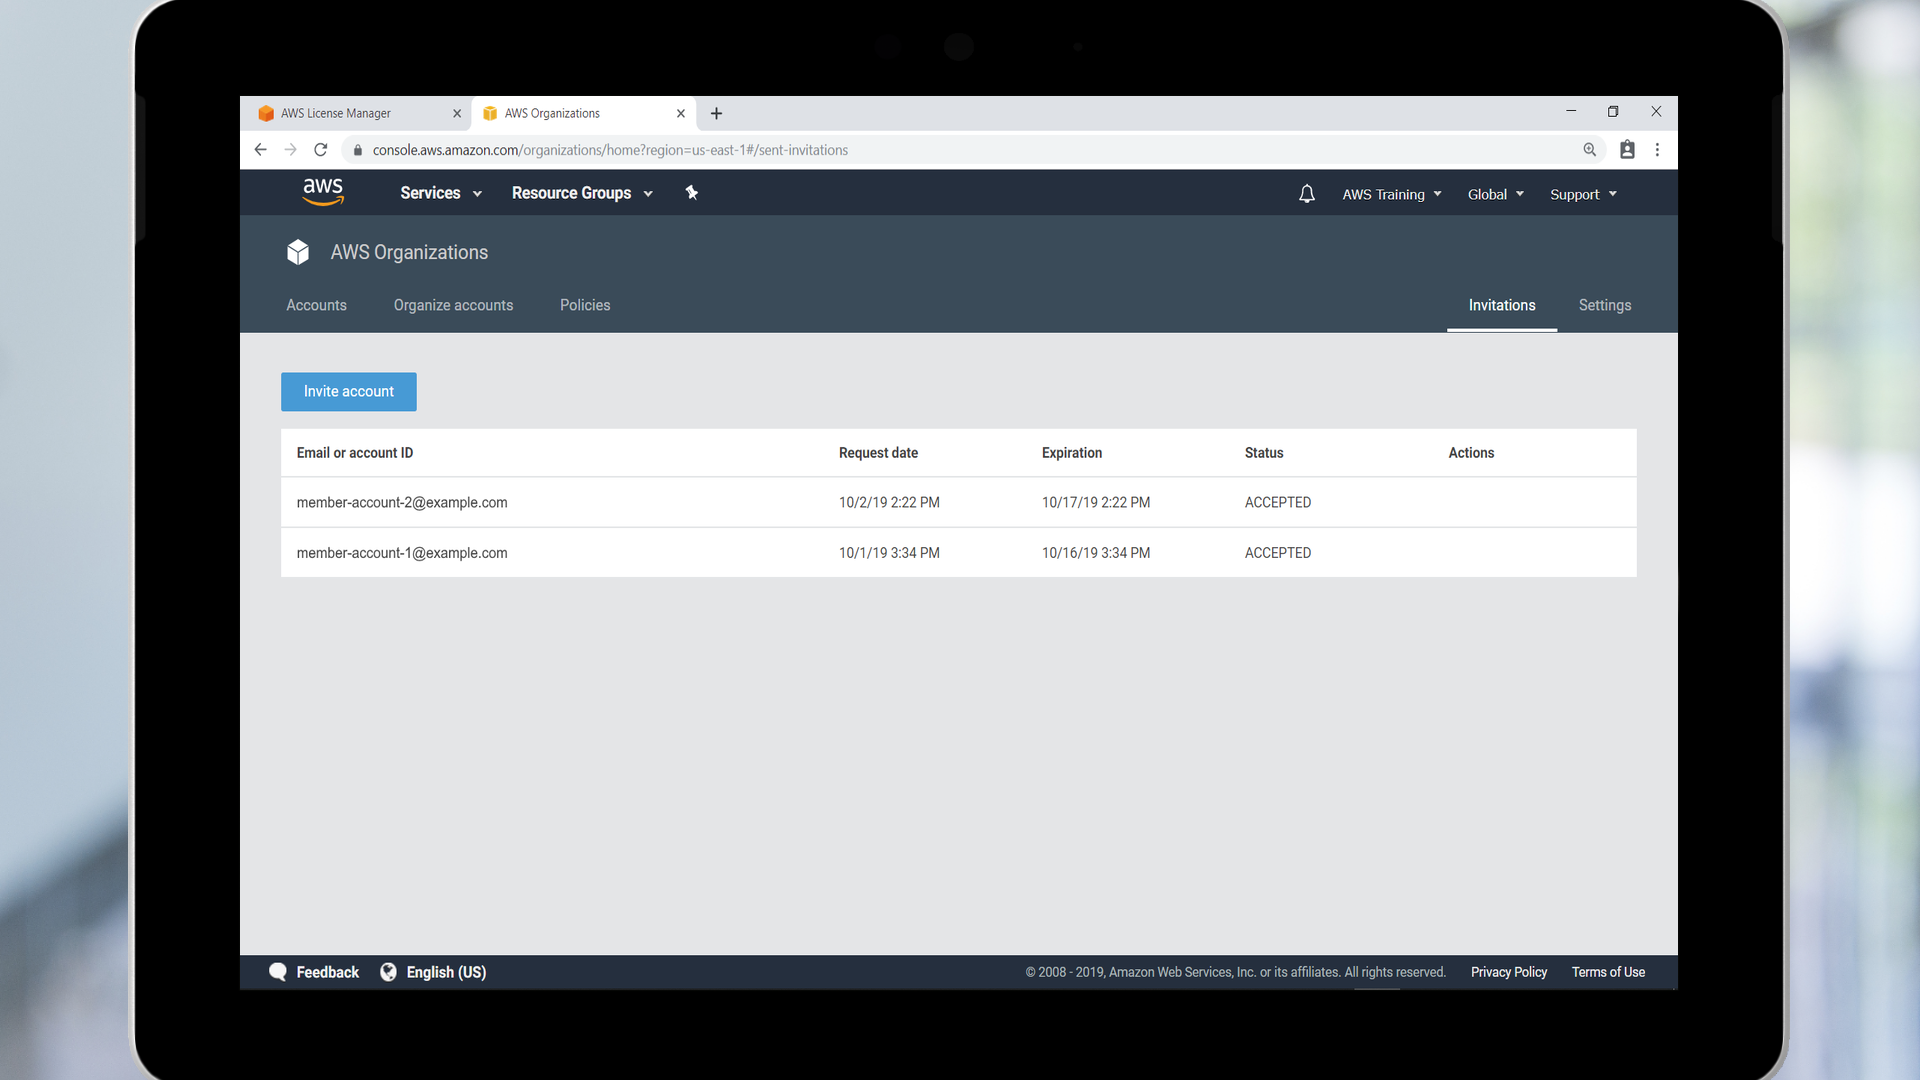 AWS License Manager
AWS Organizations
console.aws.amazon.com/organizations/home?region=us-east-1#/sent-invitations
aws
Services
Resource Groups
AWS Training
Global
Support
AWS Organizations
Accounts
Organize accounts
Policies
Invitations
Settings
Invite account
Email or account ID Request date Expiration Status Actions
member-account-2@example.com 10/2/19 2:22 PM 10/17/19 2:22 PM ACCEPTED
member-account-1@example.com 10/1/19 3:34 PM 10/16/19 3:34 PM ACCEPTED
Feedback
English (US)
© 2008 - 2019, Amazon Web Services, Inc. or its affiliates. All rights reserved.
Privacy Policy
Terms of Use